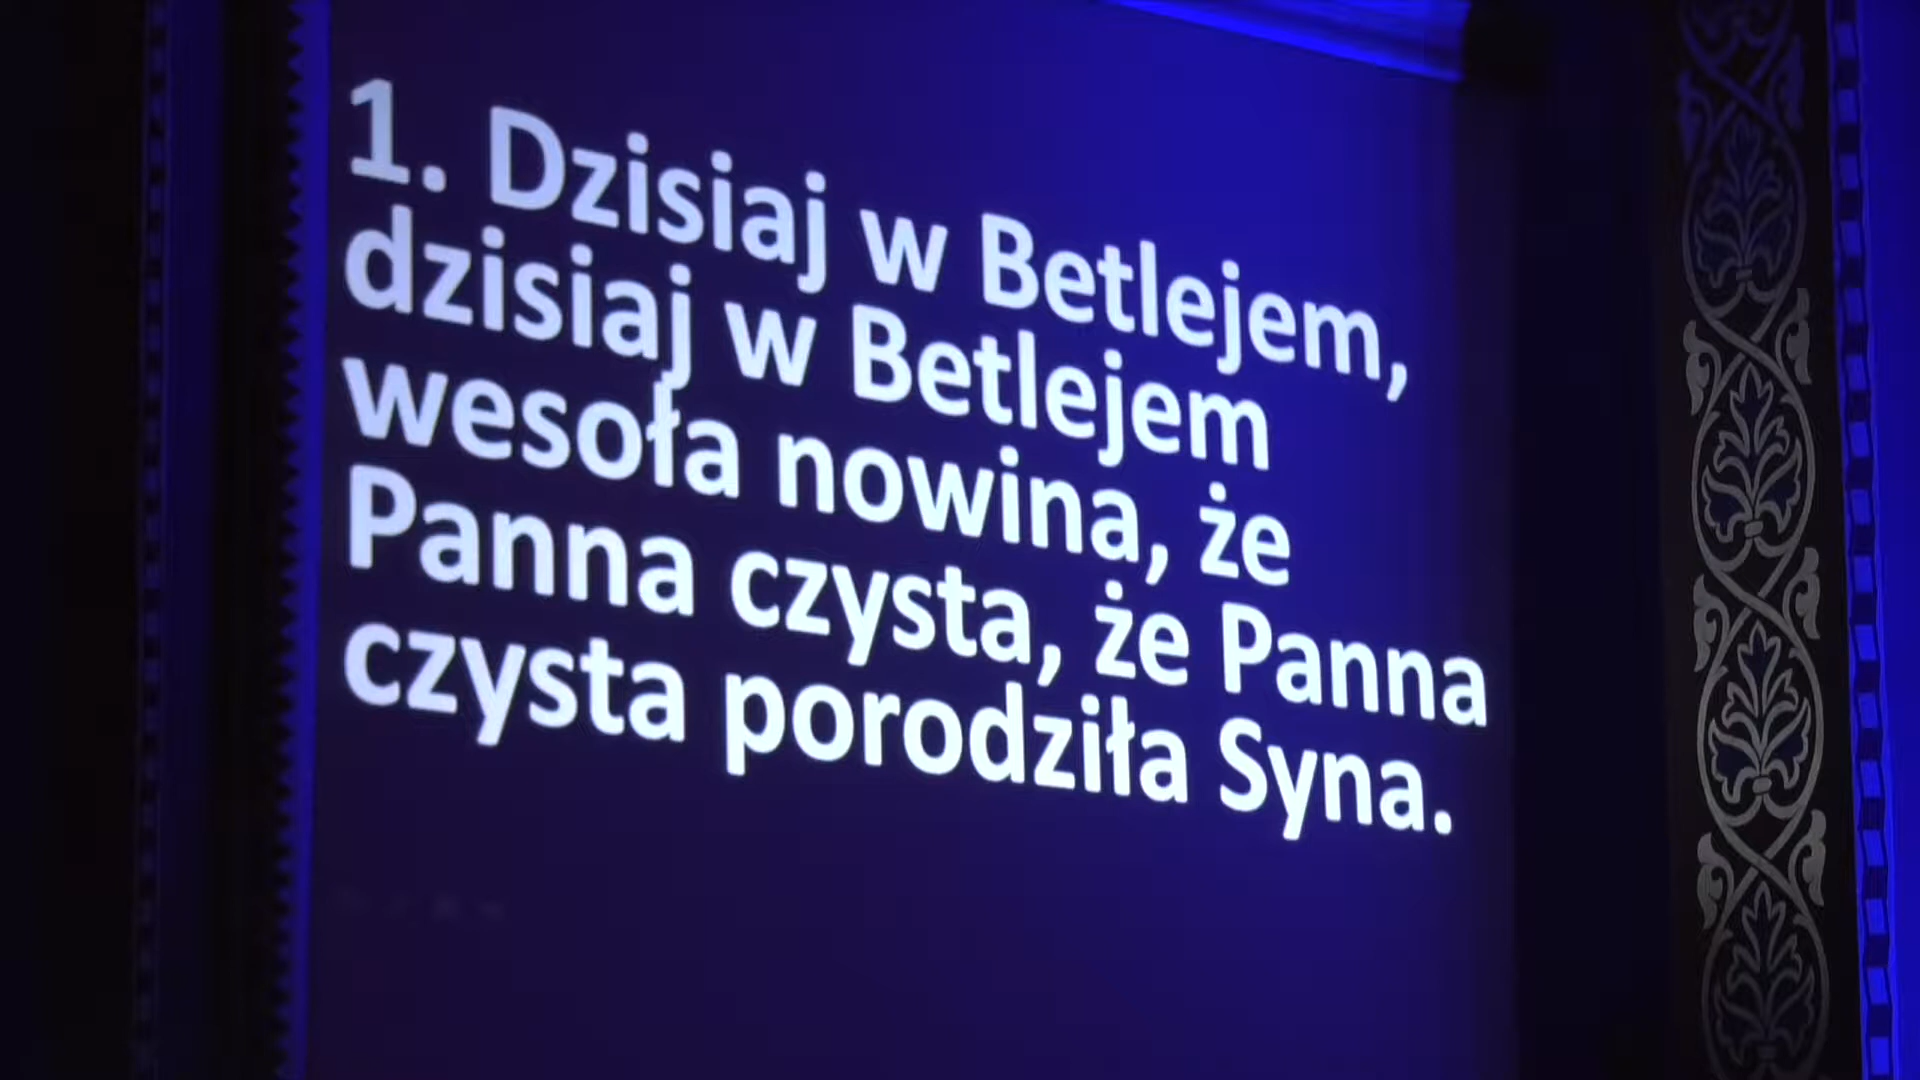 1. Dzisiaj w Betlejem,
dzisiaj w Betlejem
wesoła nowina, że
Panna czysta, że Panna
czysta porodziła Syna.